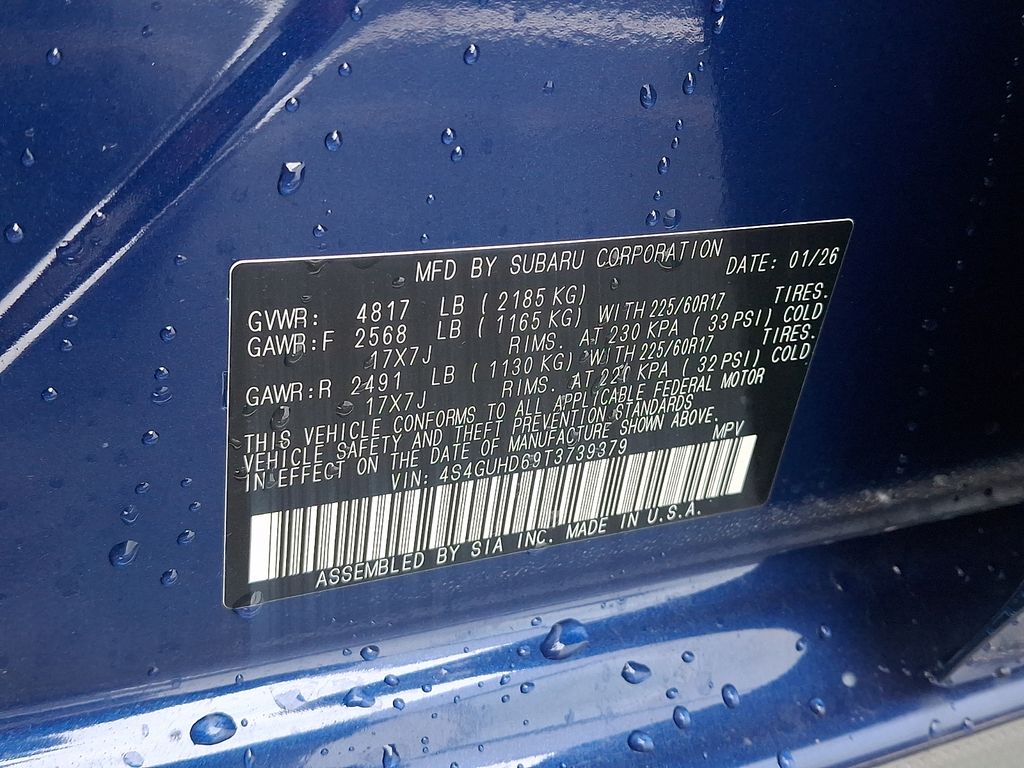 MFD BY SUBARU CORPORATION DATE: 01/26
GVWR: 4817 LB ( 2185 KG)
GAWR:F 2568 LB ( 1165 KG) WITH 225/60R17 TIRES.
17X7J RIMS. AT 230 KPA ( 33 PSI) COLD
GAWR:R 2491 LB ( 1130 KG) WITH 225/60R17 TIRES.
17X7J RIMS. AT 220 KPA ( 32 PSI) COLD
THIS VEHICLE CONFORMS TO ALL APPLICABLE FEDERAL MOTOR
VEHICLE SAFETY AND THEFT PREVENTION STANDARDS
IN EFFECT ON THE DATE OF MANUFACTURE SHOWN ABOVE.
VIN: 4S4GUHD69T3739379 MPV
ASSEMBLED BY SIA INC. MADE IN U.S.A.